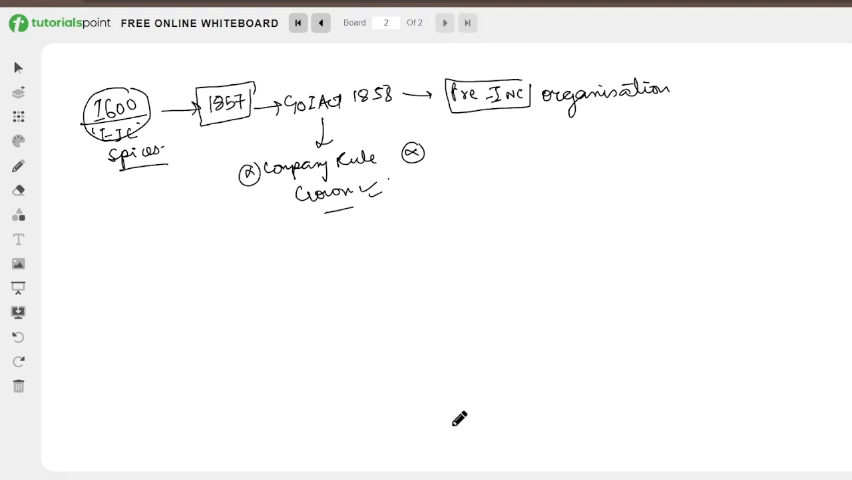 tutorialspoint FREE ONLINE WHITEBOARD Board 2 Of 2
1600 → 1857 → GOI Act 1858 → Pre-INC organisation
Spices
Company Rule
Crown ✓
T